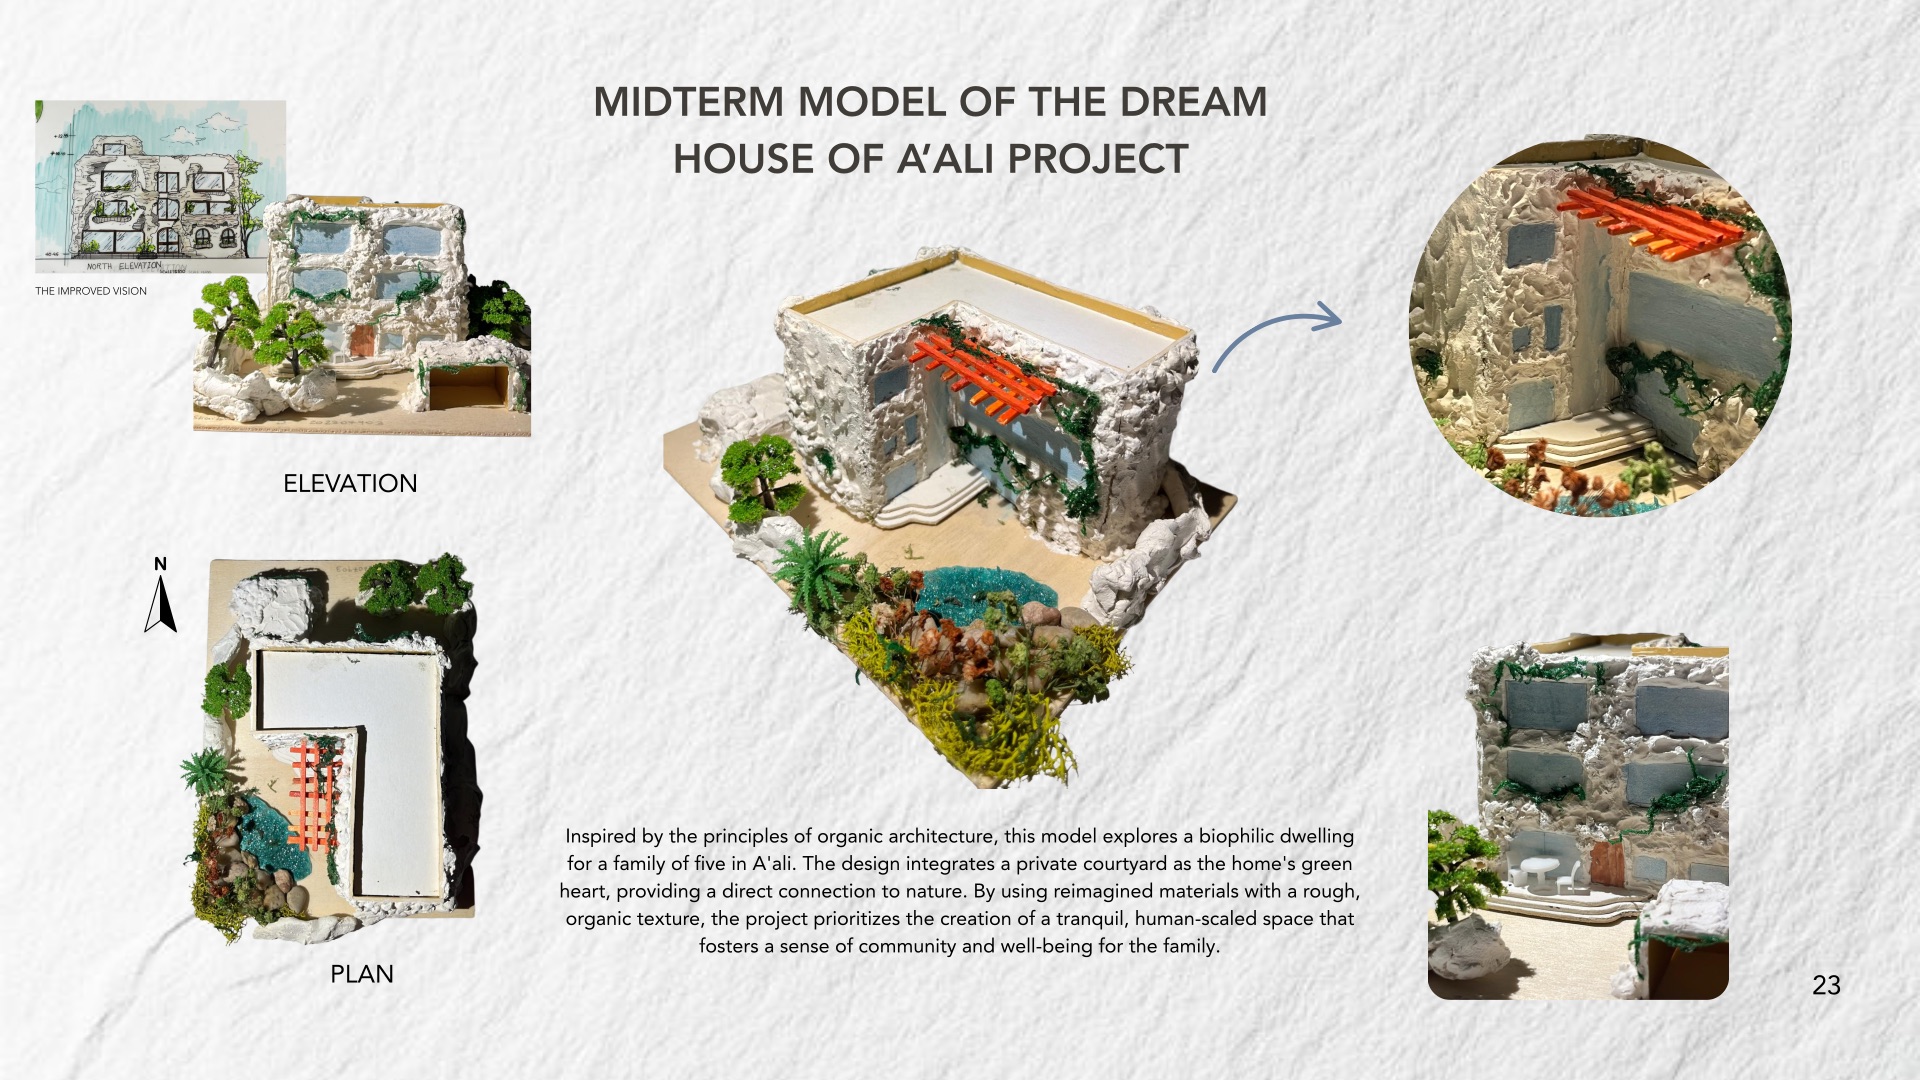 MIDTERM MODEL OF THE DREAM
HOUSE OF A’ALI PROJECT
NORTH ELEVATION
THE IMPROVED VISION
ELEVATION
N
PLAN
Inspired by the principles of organic architecture, this model explores a biophilic dwelling
for a family of five in A'ali. The design integrates a private courtyard as the home's green
heart, providing a direct connection to nature. By using reimagined materials with a rough,
organic texture, the project prioritizes the creation of a tranquil, human-scaled space that
fosters a sense of community and well-being for the family.
23